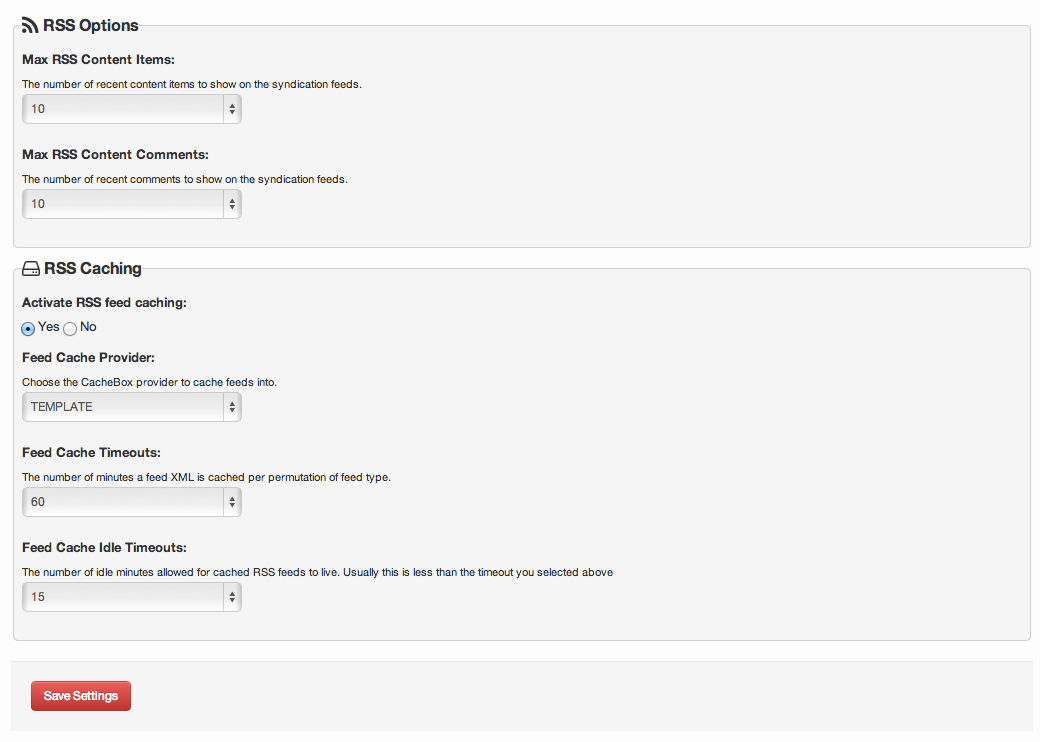 RSS Options
Max RSS Content Items:
The number of recent content items to show on the syndication feeds.
10
Max RSS Content Comments:
The number of recent comments to show on the syndication feeds.
10
RSS Caching
Activate RSS feed caching:
Yes No
Feed Cache Provider:
Choose the CacheBox provider to cache feeds into.
TEMPLATE
Feed Cache Timeouts:
The number of minutes a feed XML is cached per permutation of feed type.
60
Feed Cache Idle Timeouts:
The number of idle minutes allowed for cached RSS feeds to live. Usually this is less than the timeout you selected above
15
Save Settings